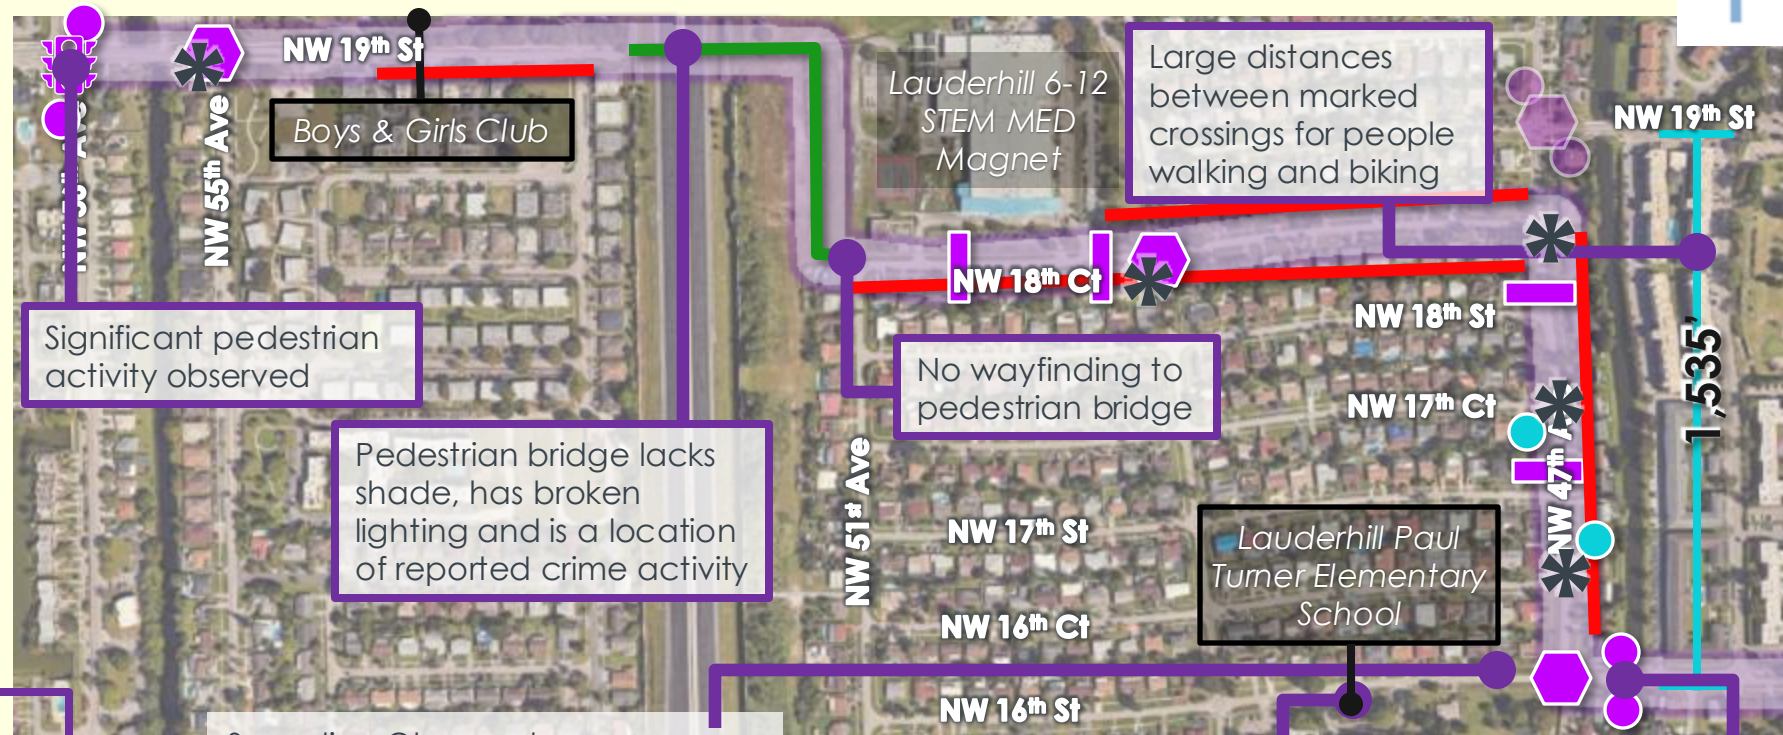 NW 19th St
NW 55th Ave
Boys & Girls Club
Lauderhill 6-12
STEM MED
Magnet
Large distances
between marked
crossings for people
walking and biking
NW 19th St
Significant pedestrian
activity observed
NW 18th Ct
NW 18th St
No wayfinding to
pedestrian bridge
NW 17th Ct
1,535'
Pedestrian bridge lacks
shade, has broken
lighting and is a location
of reported crime activity
NW 51st Ave
NW 47th
NW 17th St
Lauderhill Paul
Turner Elementary
School
NW 16th Ct
NW 16th St